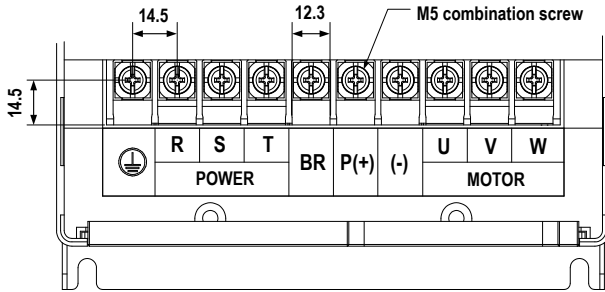 14.5 12.3 M5 combination screw
14.5
R S T BR P(+) (-) U V W
POWER MOTOR